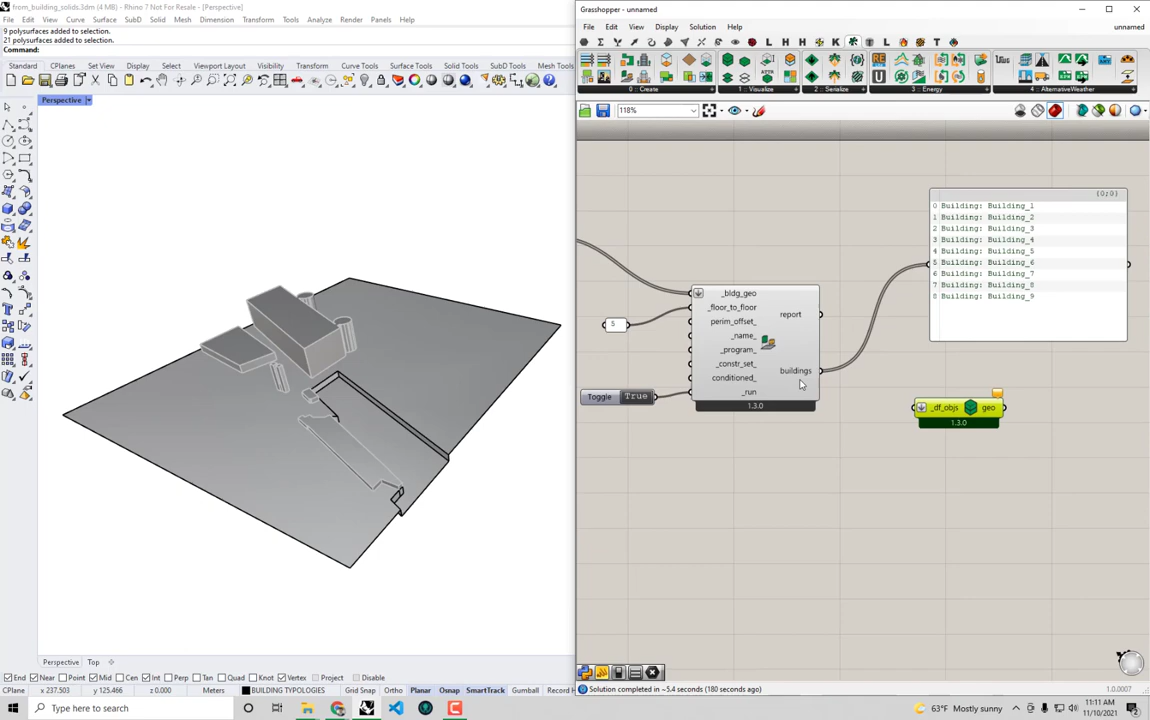 from_building_solids.3dm (4 MB) - Rhino 7 Not For Resale - [Perspective]
File Edit View Curve Surface SubD Solid Mesh Dimension Transform Tools Analyze Render Panels Help
9 polysurfaces added to selection.
21 polysurfaces added to selection.
Command:
Standard CPlanes Set View Display Select Viewport Layout Visibility Transform Curve Tools Surface Tools Solid Tools SubD Tools Mesh Tools
Perspective
Perspective Top
End Near Point Mid Cen Int Perp Tan Quad Knot Vertex Project Disable
CPlane x 237.503 y 125.466 z 0.000 Meters BUILDING TYPOLOGIES Grid Snap Ortho Planar Osnap SmartTrack Gumball Record H
Grasshopper - unnamed
File Edit View Display Solution Help unnamed
0 :: Create 1 :: Visualize 2 :: Serialize 3 :: Energy 4 :: AlternativeWeather
118%
{0;0}
0 Building: Building_1
1 Building: Building_2
2 Building: Building_3
3 Building: Building_4
4 Building: Building_5
5 Building: Building_6
6 Building: Building_7
7 Building: Building_8
8 Building: Building_9
_bldg_geo
_floor_to_floor
perim_offset_
_name_
_program_
_constr_set_
conditioned_
_run
report
buildings
1.3.0
5
Toggle True
_df_objs geo
1.3.0
Solution completed in ~5.4 seconds (180 seconds ago)
1.0.0007
Type here to search
63°F Mostly sunny
11:11 AM
11/10/2021
2